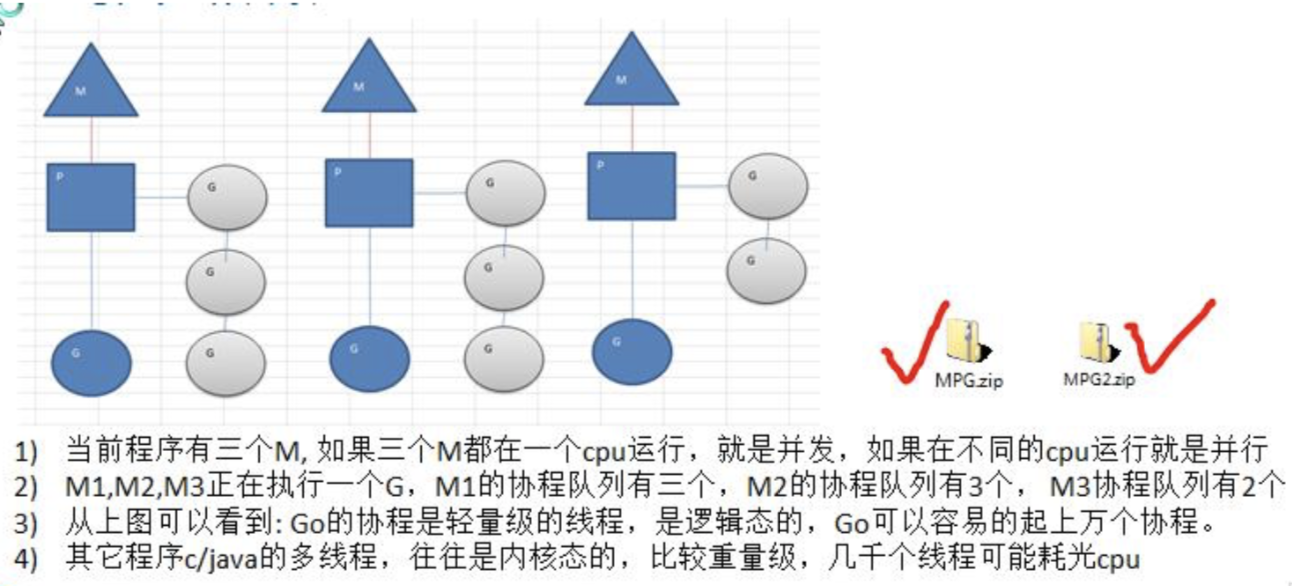 M M M
P G P G P G
G G G
G G G G G
MPG.zip MPG2.zip
1) 当前程序有三个M, 如果三个M都在一个cpu运行，就是并发，如果在不同的cpu运行就是并行
2) M1,M2,M3正在执行一个G，M1的协程队列有三个，M2的协程队列有3个， M3协程队列有2个
3) 从上图可以看到: Go的协程是轻量级的线程，是逻辑态的，Go可以容易的起上万个协程。
4) 其它程序c/java的多线程，往往是内核态的，比较重量级，几千个线程可能耗光cpu